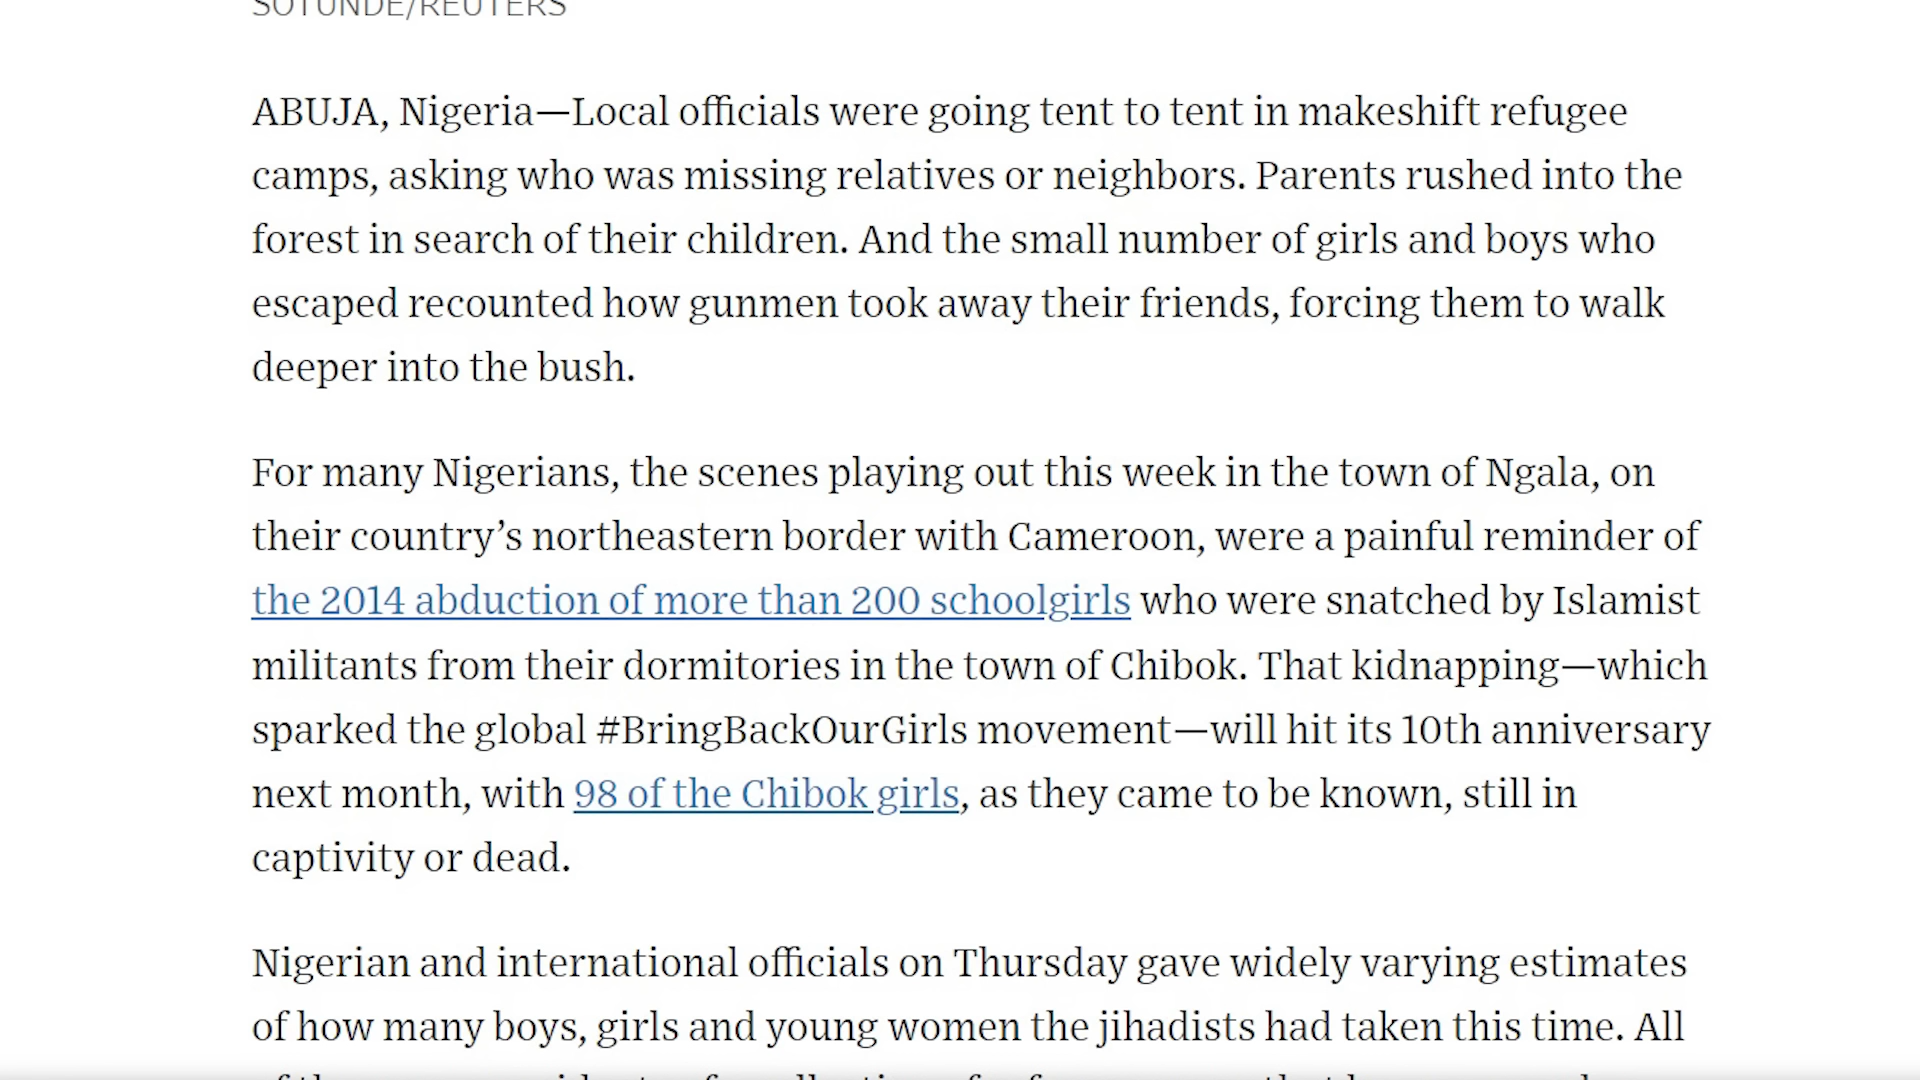 SOTUNDE/REUTERS
ABUJA, Nigeria—Local officials were going tent to tent in makeshift refugee
camps, asking who was missing relatives or neighbors. Parents rushed into the
forest in search of their children. And the small number of girls and boys who
escaped recounted how gunmen took away their friends, forcing them to walk
deeper into the bush.
For many Nigerians, the scenes playing out this week in the town of Ngala, on
their country’s northeastern border with Cameroon, were a painful reminder of
the 2014 abduction of more than 200 schoolgirls who were snatched by Islamist
militants from their dormitories in the town of Chibok. That kidnapping—which
sparked the global #BringBackOurGirls movement—will hit its 10th anniversary
next month, with 98 of the Chibok girls, as they came to be known, still in
captivity or dead.
Nigerian and international officials on Thursday gave widely varying estimates
of how many boys, girls and young women the jihadists had taken this time. All